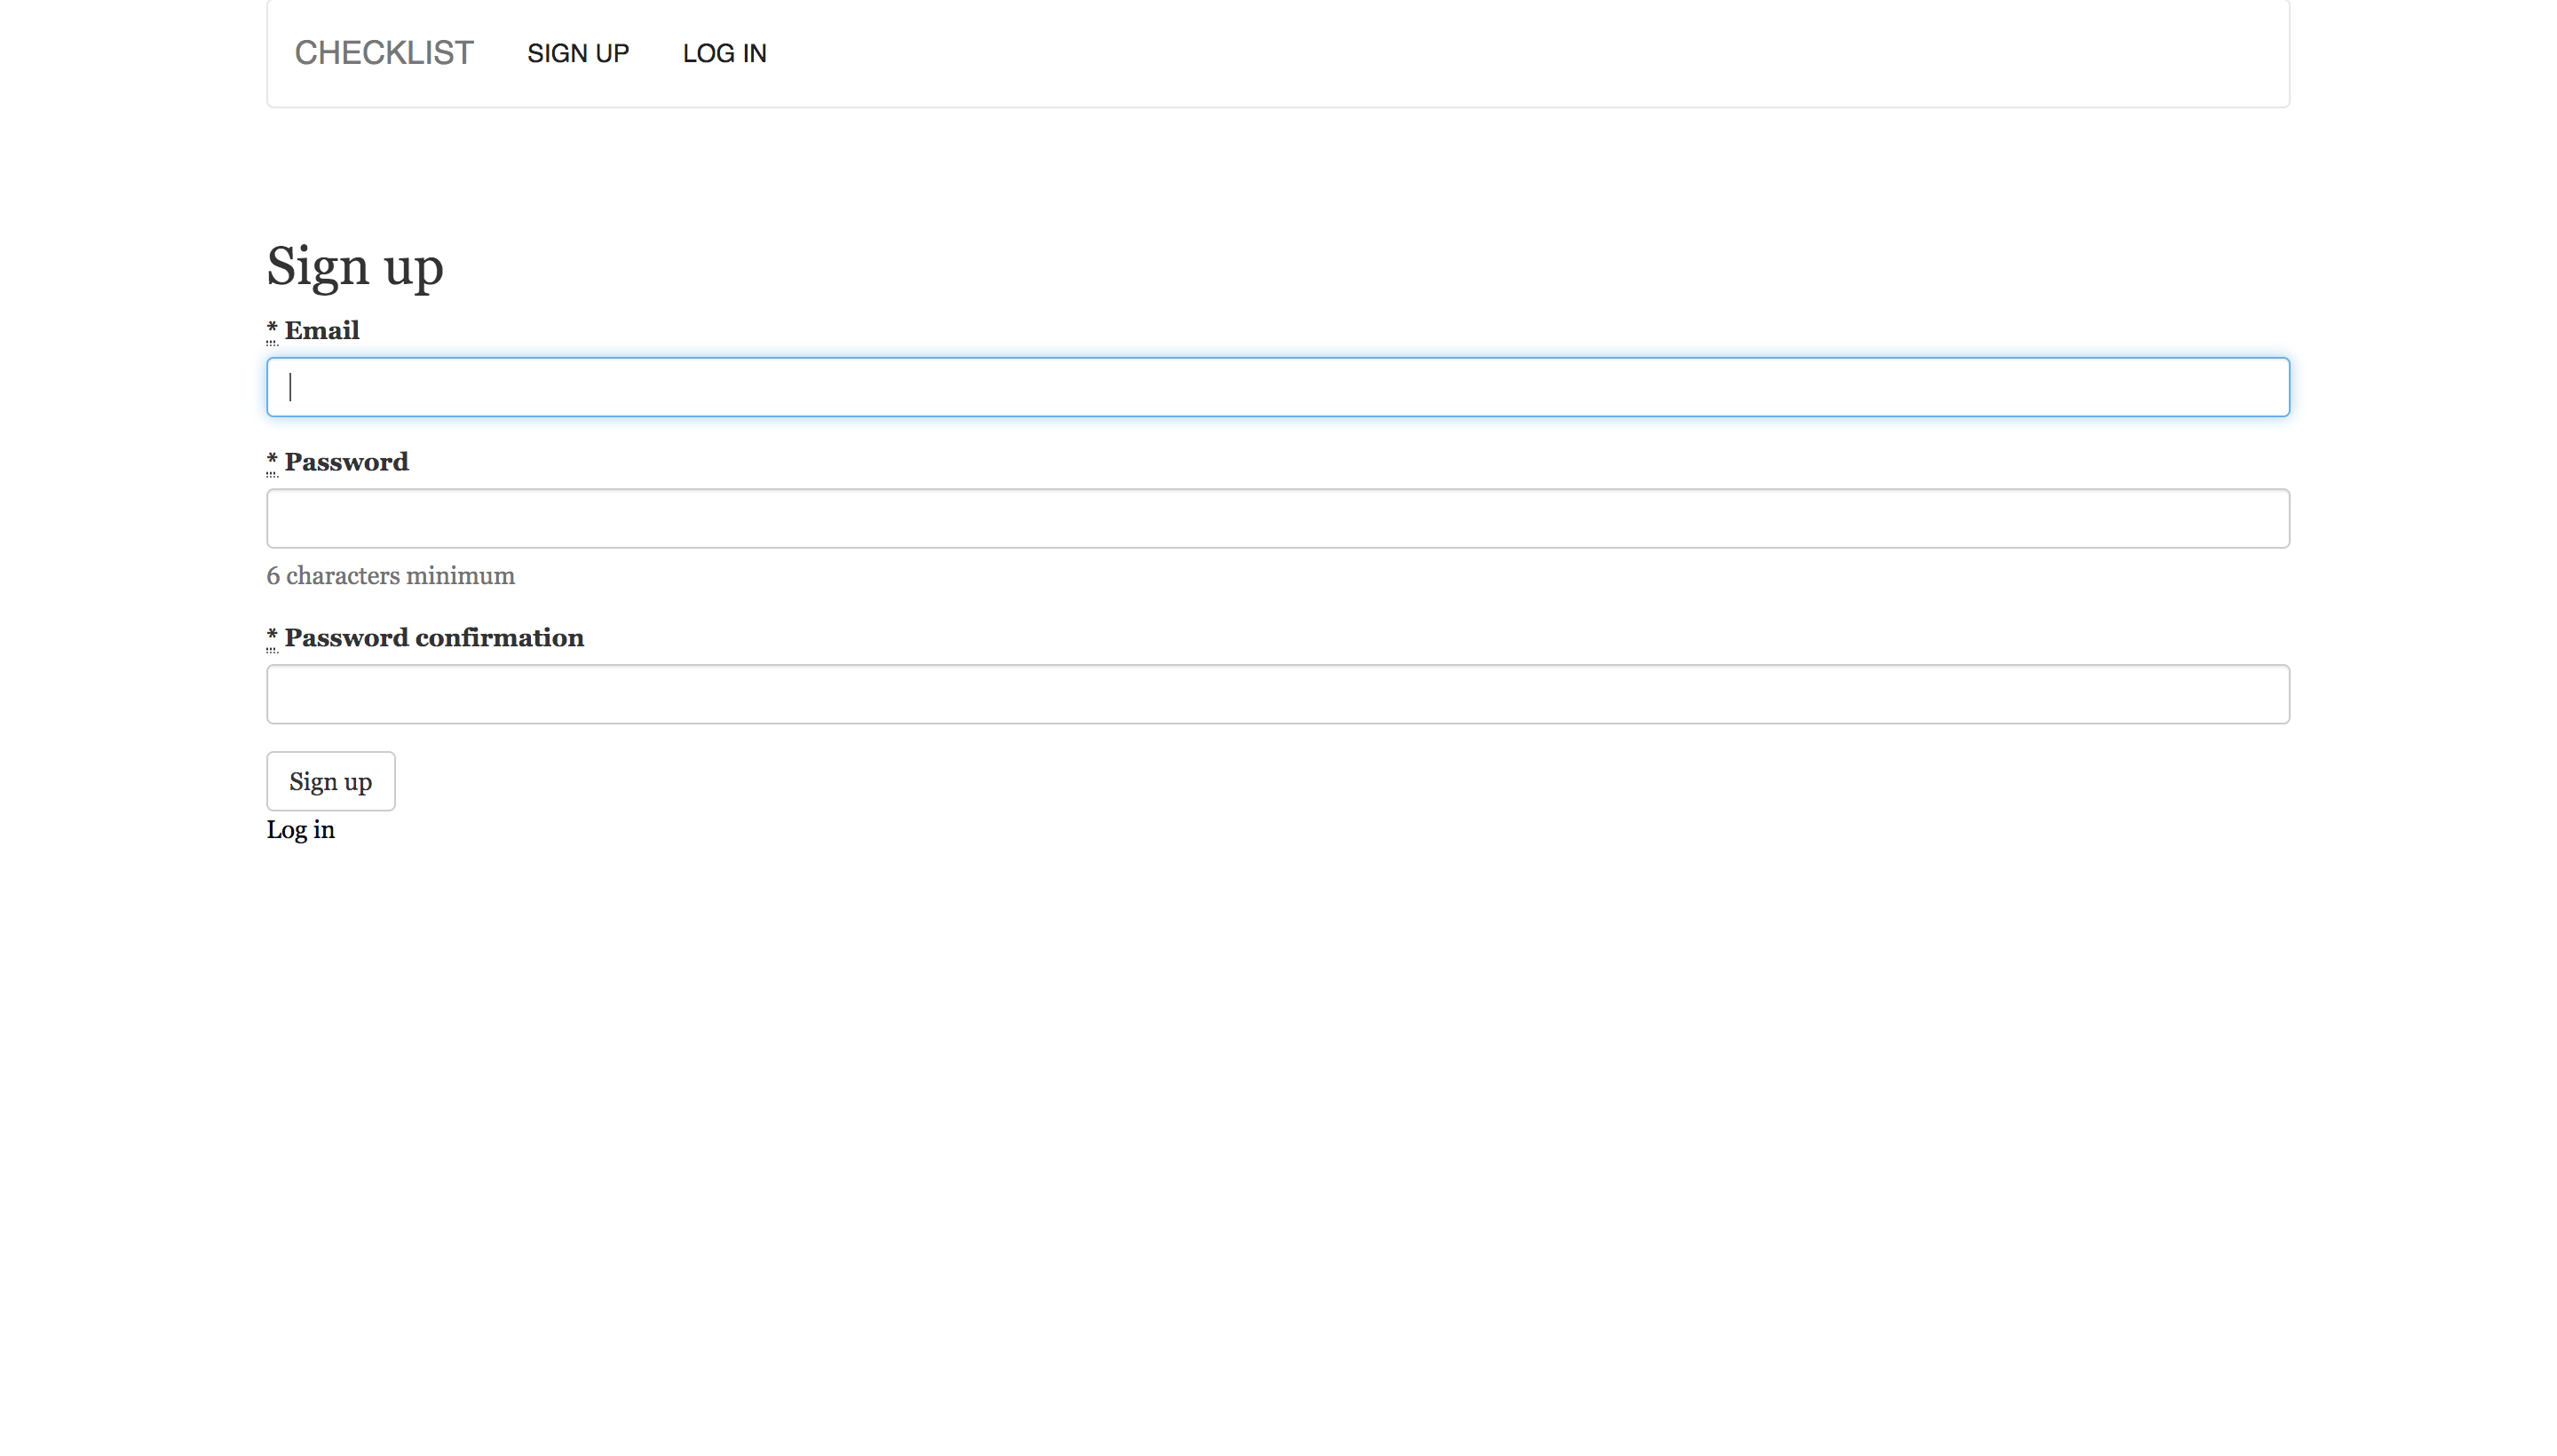 CHECKLIST SIGN UP LOG IN
Sign up
* Email
* Password
6 characters minimum
* Password confirmation
Sign up
Log in